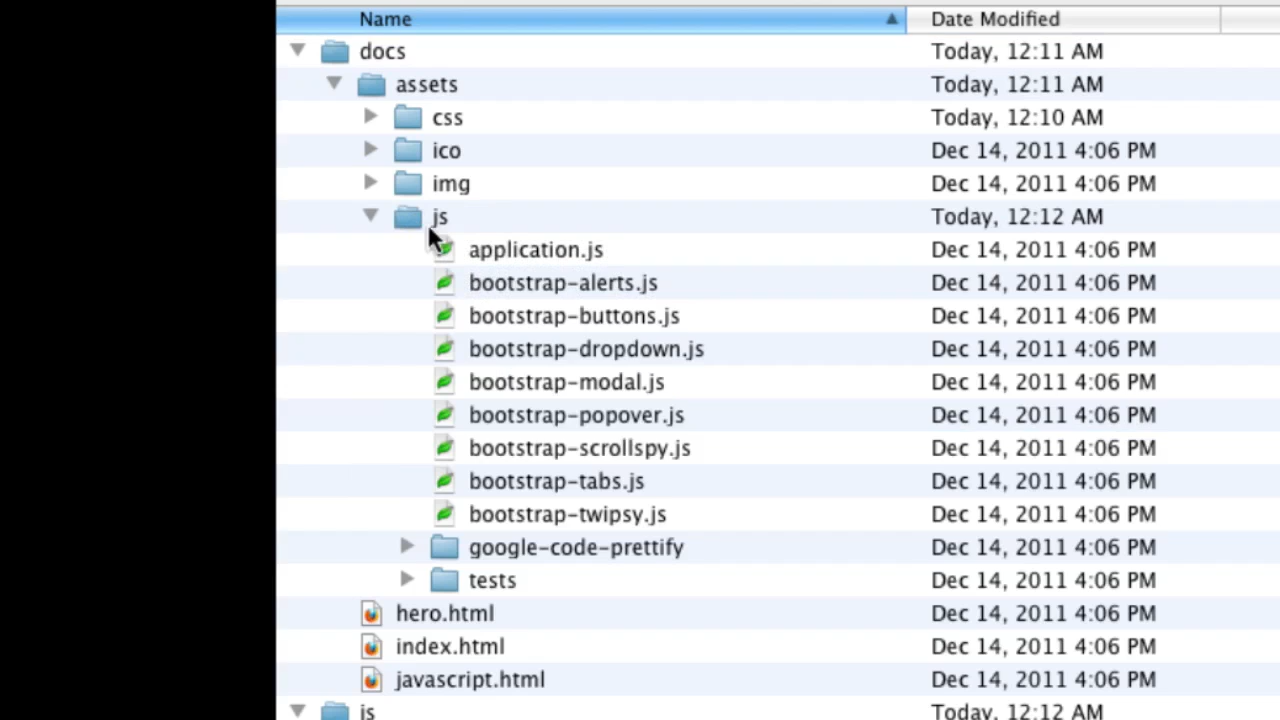 Name Date Modified
docs Today, 12:11 AM
assets Today, 12:11 AM
css Today, 12:10 AM
ico Dec 14, 2011 4:06 PM
img Dec 14, 2011 4:06 PM
js Today, 12:12 AM
application.js Dec 14, 2011 4:06 PM
bootstrap-alerts.js Dec 14, 2011 4:06 PM
bootstrap-buttons.js Dec 14, 2011 4:06 PM
bootstrap-dropdown.js Dec 14, 2011 4:06 PM
bootstrap-modal.js Dec 14, 2011 4:06 PM
bootstrap-popover.js Dec 14, 2011 4:06 PM
bootstrap-scrollspy.js Dec 14, 2011 4:06 PM
bootstrap-tabs.js Dec 14, 2011 4:06 PM
bootstrap-twipsy.js Dec 14, 2011 4:06 PM
google-code-prettify Dec 14, 2011 4:06 PM
tests Dec 14, 2011 4:06 PM
hero.html Dec 14, 2011 4:06 PM
index.html Dec 14, 2011 4:06 PM
javascript.html Dec 14, 2011 4:06 PM
js Today, 12:12 AM